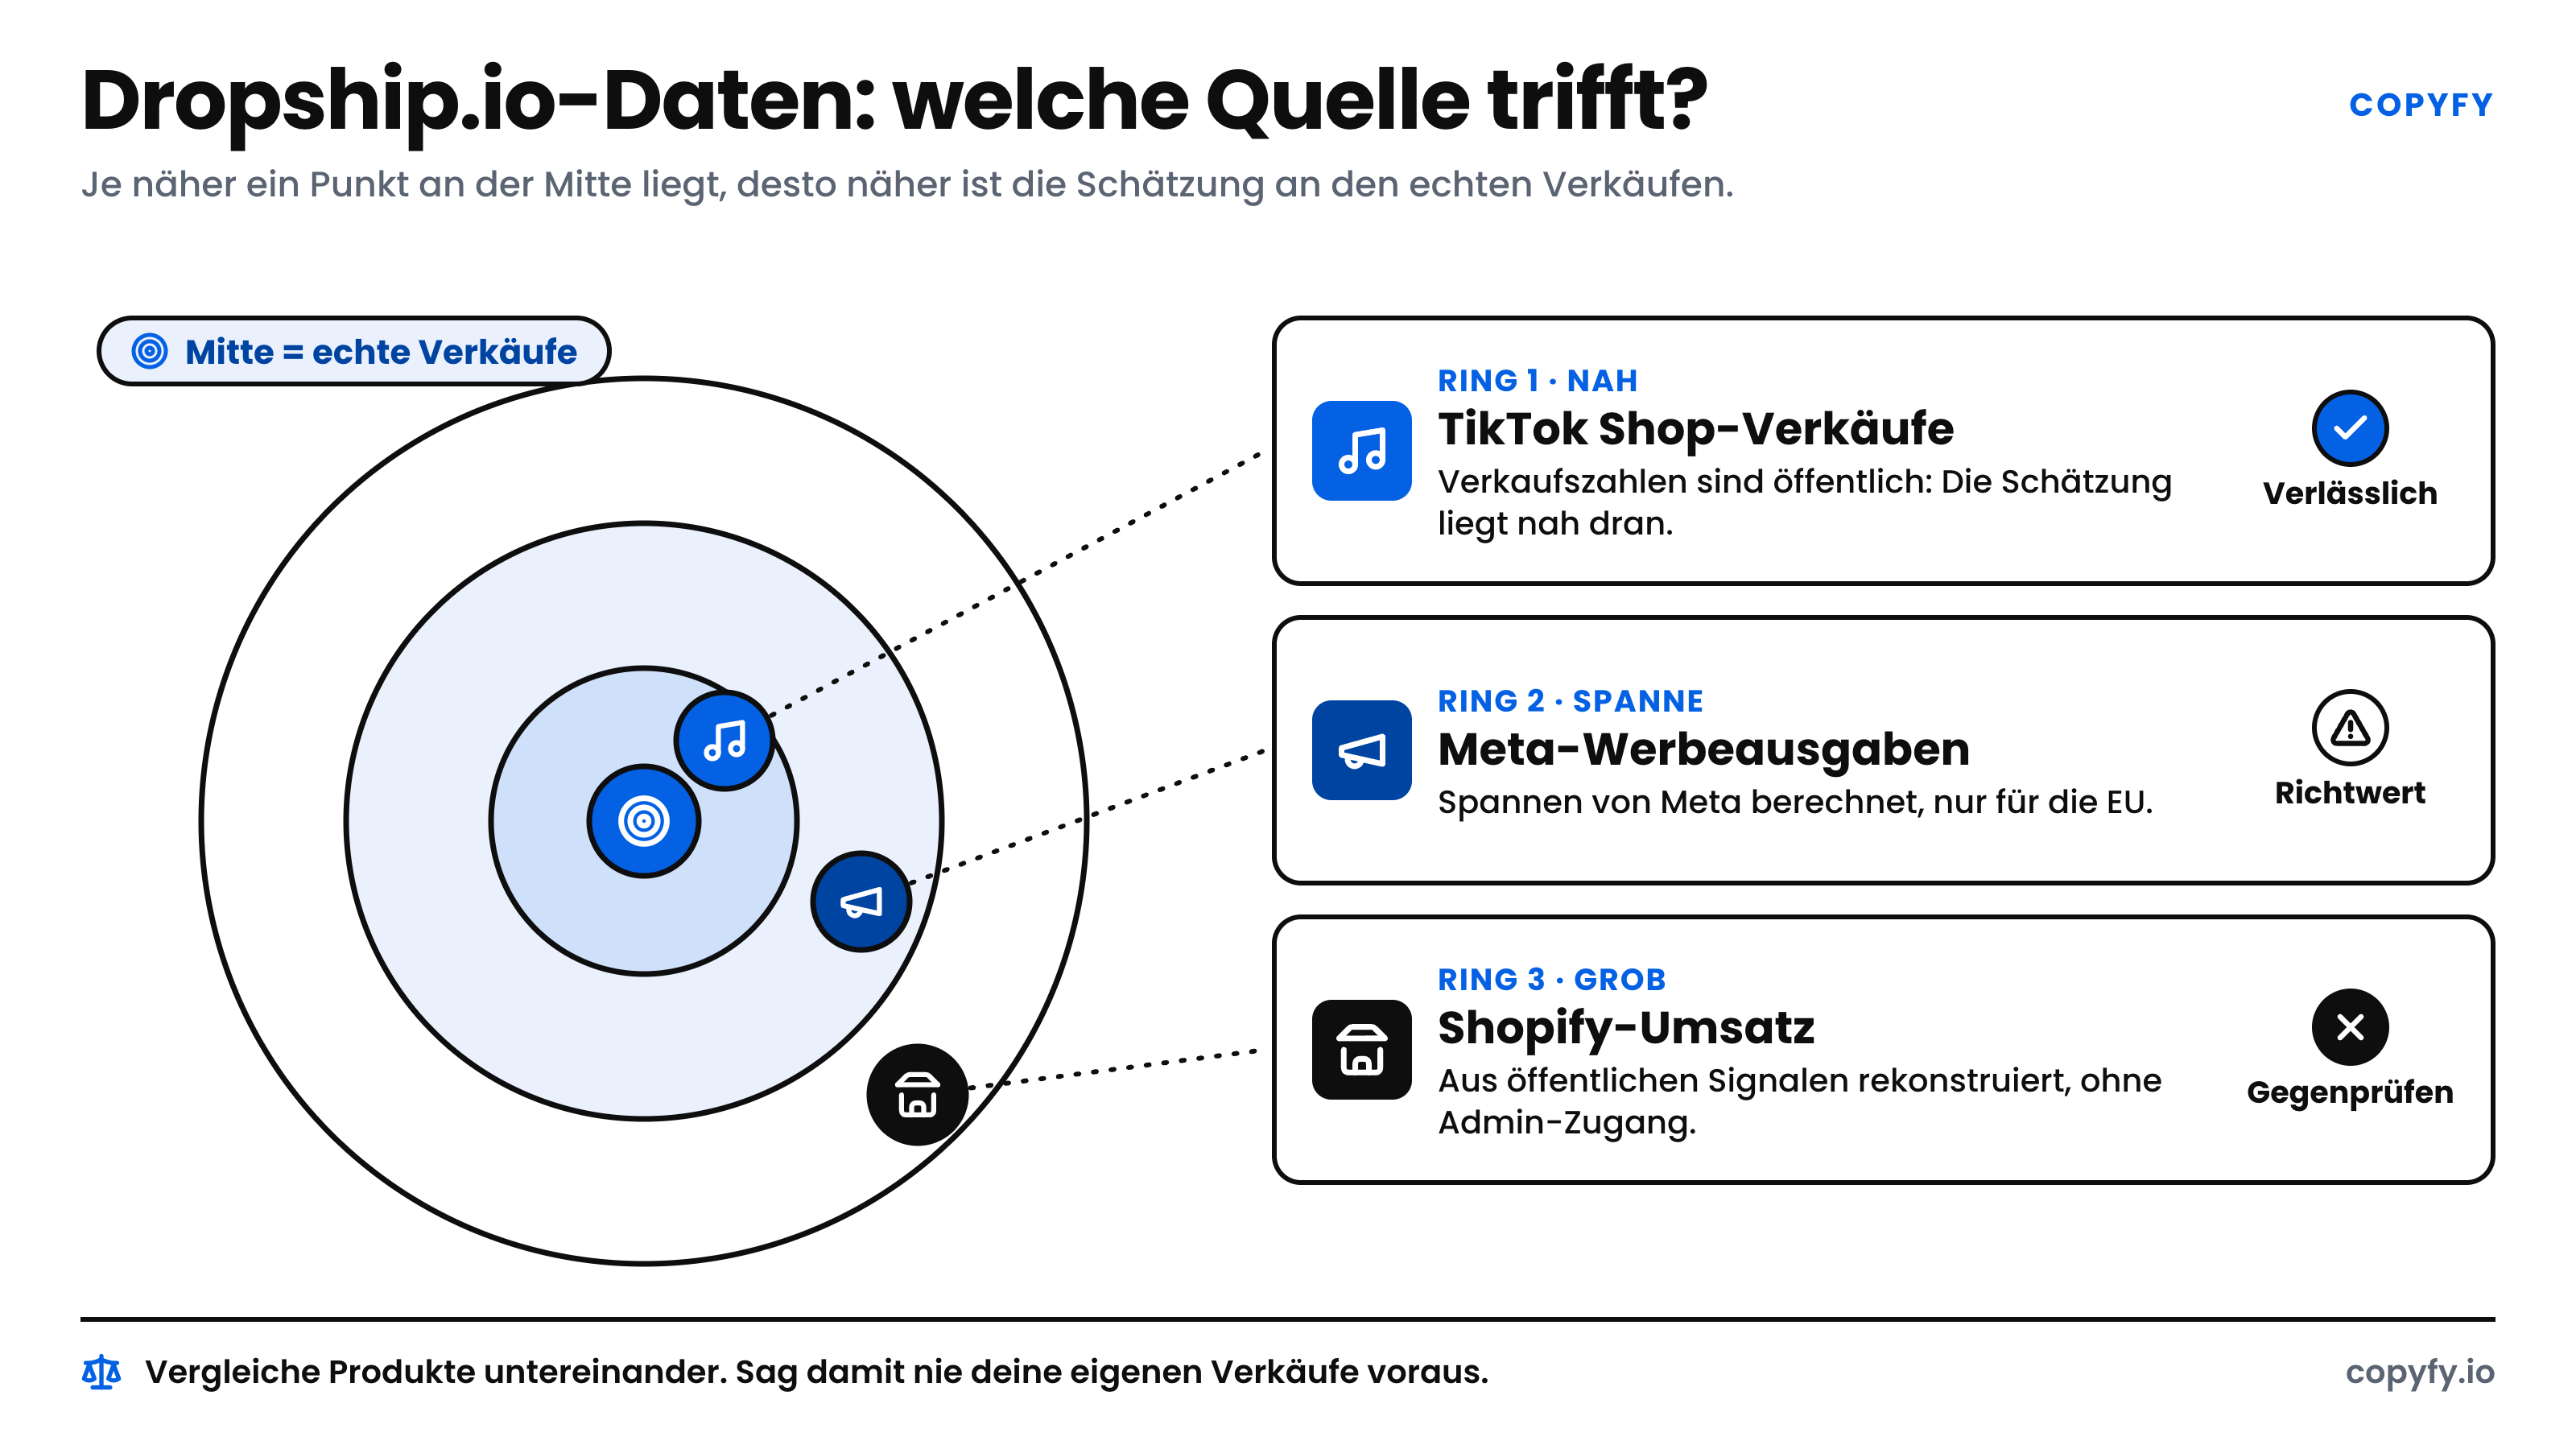 Dropship.io-Daten: welche Quelle trifft?
COPYFY
Je näher ein Punkt an der Mitte liegt, desto näher ist die Schätzung an den echten Verkäufen.
Mitte = echte Verkäufe
RING 1 · NAH
TikTok Shop-Verkäufe
Verkaufszahlen sind öffentlich: Die Schätzung
liegt nah dran.
Verlässlich
RING 2 · SPANNE
Meta-Werbeausgaben
Spannen von Meta berechnet, nur für die EU.
Richtwert
RING 3 · GROB
Shopify-Umsatz
Aus öffentlichen Signalen rekonstruiert, ohne
Admin-Zugang.
Gegenprüfen
Vergleiche Produkte untereinander. Sag damit nie deine eigenen Verkäufe voraus.
copyfy.io